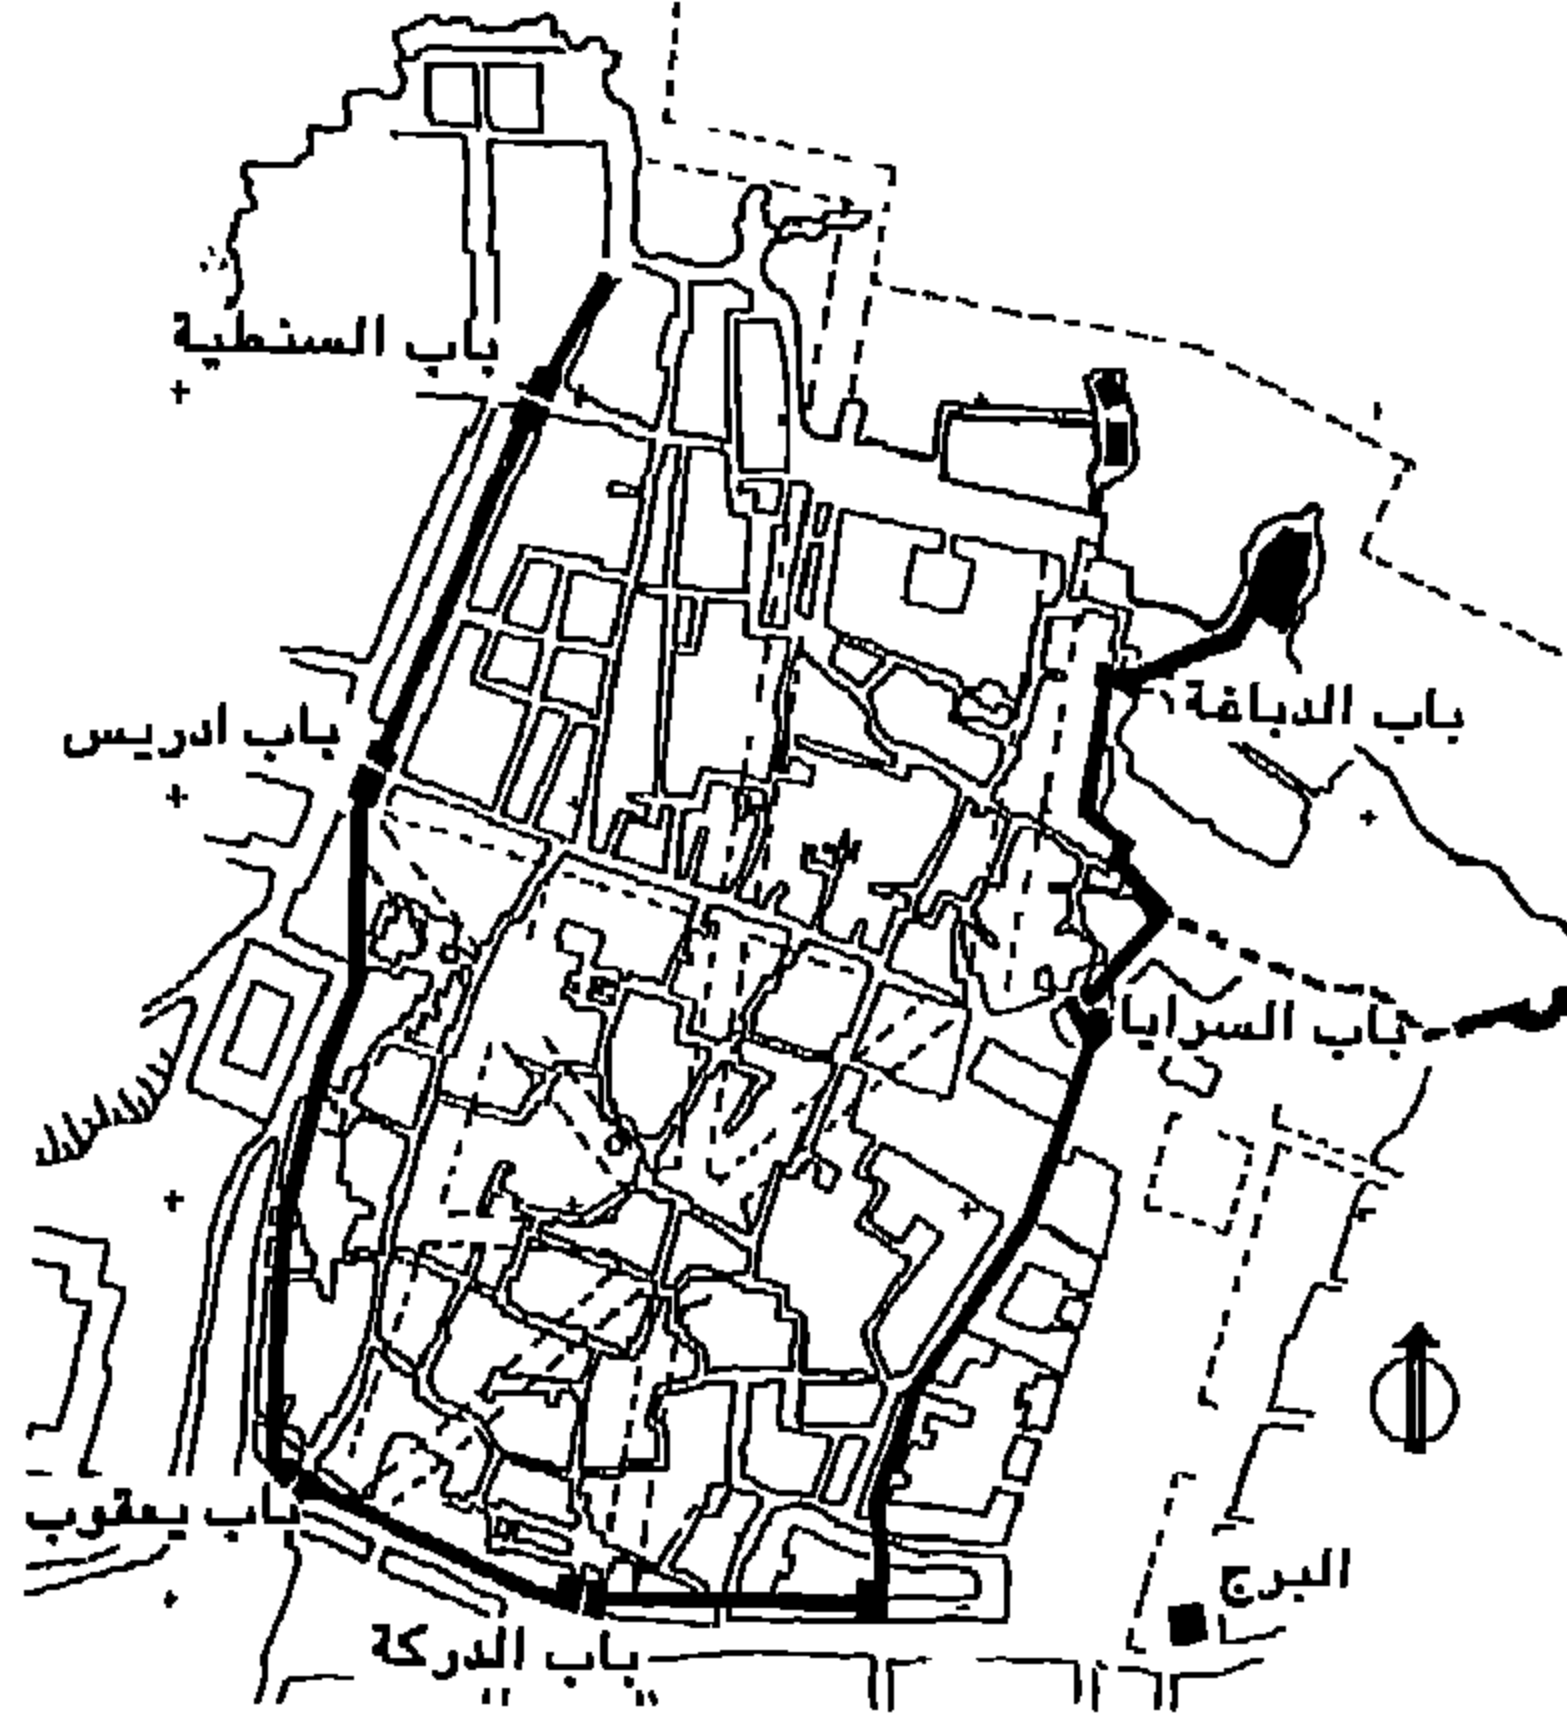 باب السنطية
باب ادريس
باب الدباغة
باب السرايا
باب يعقوب
البرج
باب الدركة